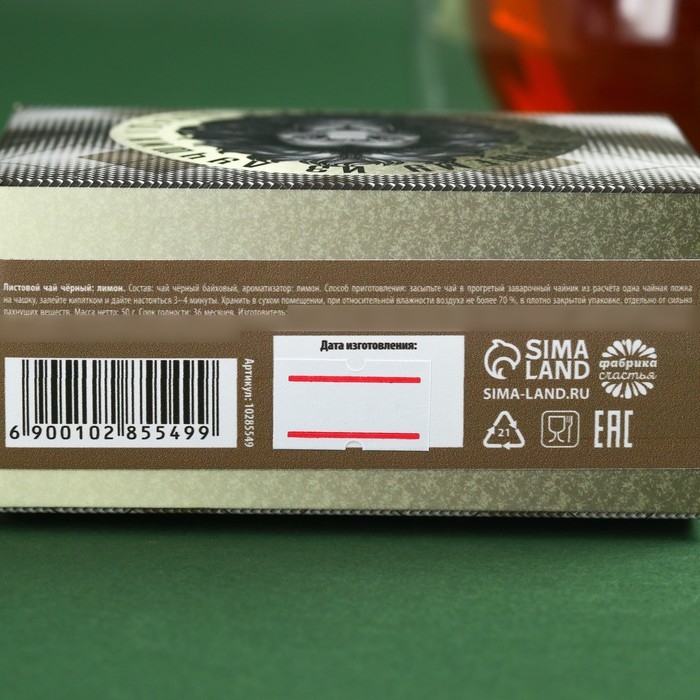 Листовой чай чёрный: лимон. Состав: чай чёрный байховый, ароматизатор: лимон. Способ приготовления: засыпьте чай в прогретый заварочный чайник из расчёта одна чайная ложка
на чашку, залейте кипятком и дайте настояться 3–4 минуты. Хранить в сухом помещении, при относительной влажности воздуха не более 70 %, в плотно закрытой упаковке, отдельно от сильно
пахнущих веществ. Масса нетто: 50 г. Срок годности: 36 месяцев. Изготовитель:
6 900102 855499
Артикул: 10285549
Дата изготовления:
SIMA
LAND
SIMA-LAND.RU
фабрика
счастья
21
EAC